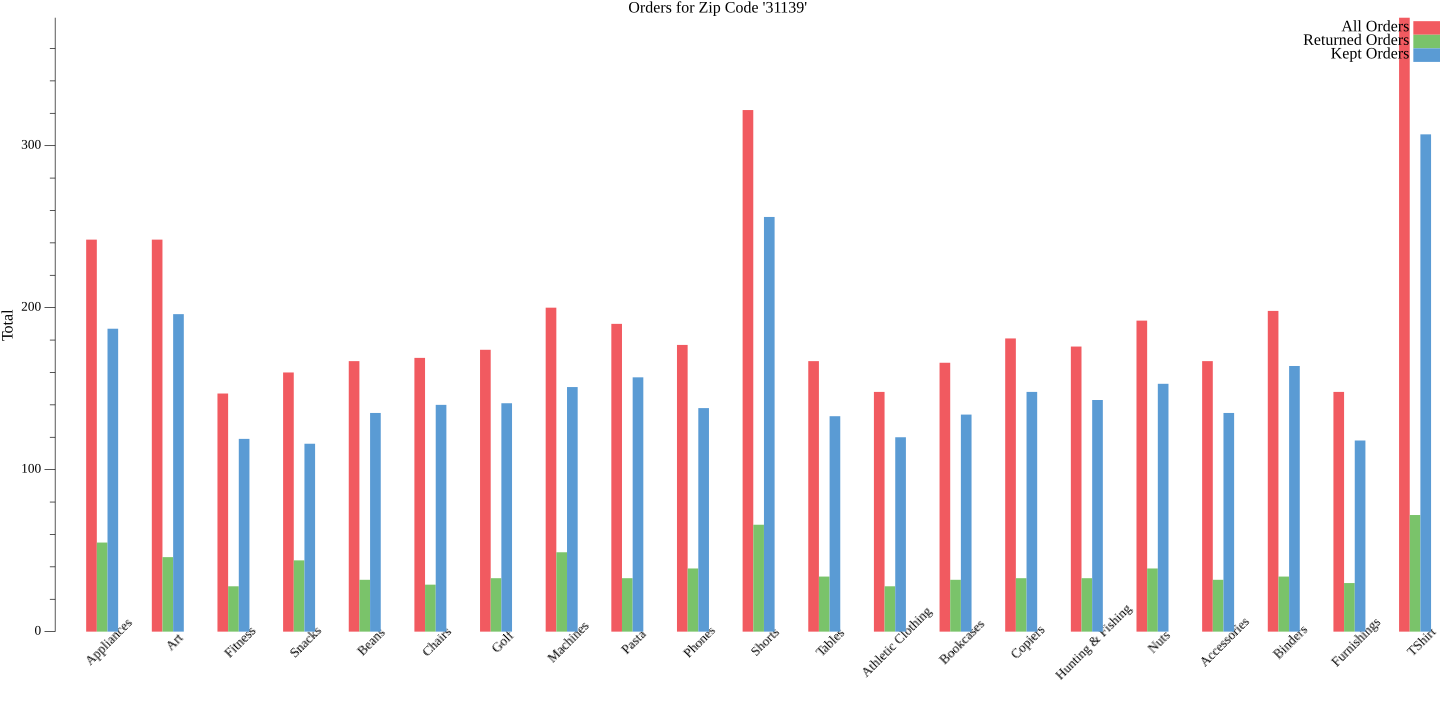 Orders for Zip Code '31139'
All Orders
Returned Orders
Kept Orders
Total
300
200
100
0
Appliances
Art
Fitness
Snacks
Beans
Chairs
Golf
Machines
Pasta
Phones
Shorts
Tables
Athletic Clothing
Bookcases
Copiers
Hunting & Fishing
Nuts
Accessories
Binders
Furnishings
TShirt